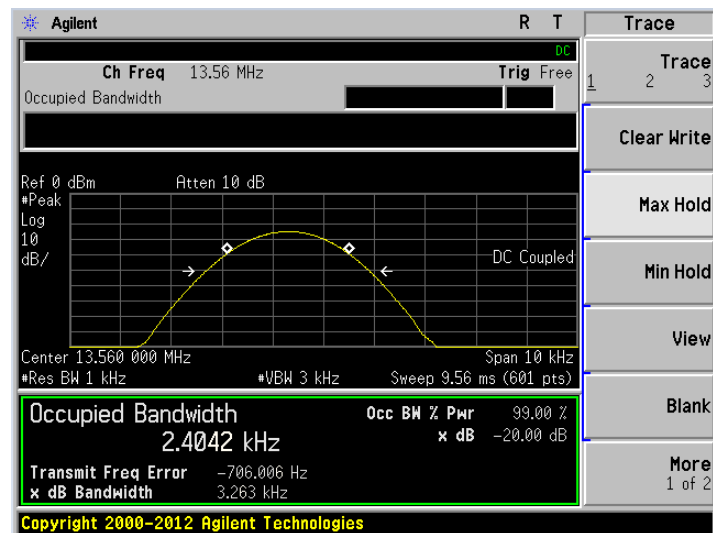 Agilent R T Trace
DC
Ch Freq 13.56 MHz Trig Free
Occupied Bandwidth
Trace
1 2 3
Clear Write
Ref 0 dBm Atten 10 dB
#Peak
Log
10
dB/
DC Coupled
Max Hold
Min Hold
View
Center 13.560 000 MHz Span 10 kHz
#Res BW 1 kHz #VBW 3 kHz Sweep 9.56 ms (601 pts)
Occupied Bandwidth Occ BW % Pwr 99.00 %
2.4042 kHz x dB -20.00 dB
Transmit Freq Error -706.006 Hz
x dB Bandwidth 3.263 kHz
Blank
More
1 of 2
Copyright 2000-2012 Agilent Technologies